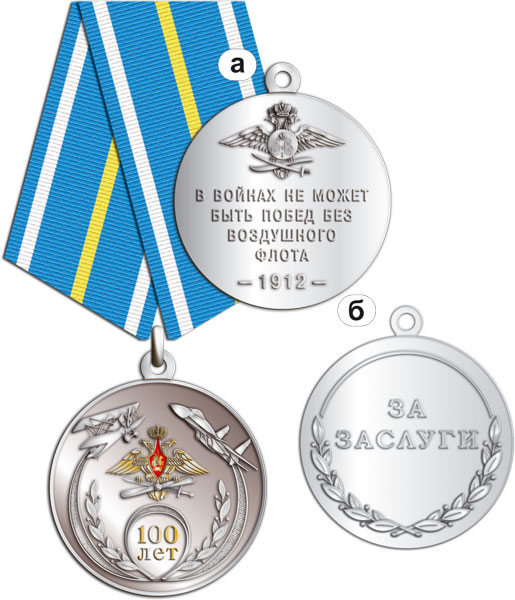 а
В ВОЙНАХ НЕ МОЖЕТ
БЫТЬ ПОБЕД БЕЗ
ВОЗДУШНОГО
ФЛОТА
– 1912 –
б
ЗА
ЗАСЛУГИ
100
лет